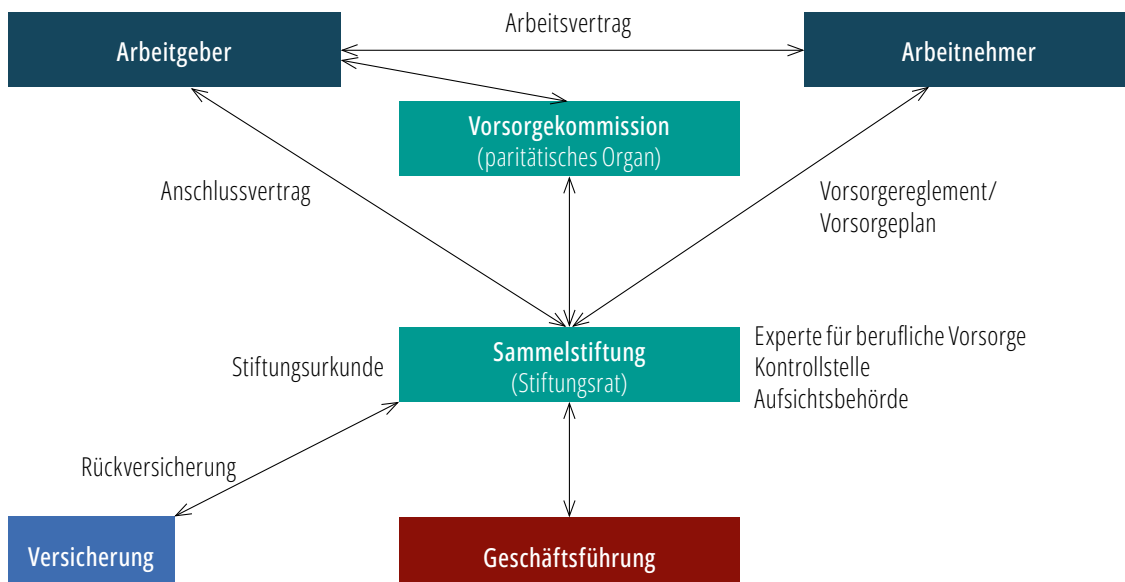 Arbeitsvertrag
Arbeitgeber
Arbeitnehmer
Vorsorgekommission
(paritätisches Organ)
Anschlussvertrag
Vorsorgereglement/
Vorsorgeplan
Stiftungsurkunde
Sammelstiftung
(Stiftungsrat)
Experte für berufliche Vorsorge
Kontrollstelle
Aufsichtsbehörde
Rückversicherung
Versicherung
Geschäftsführung